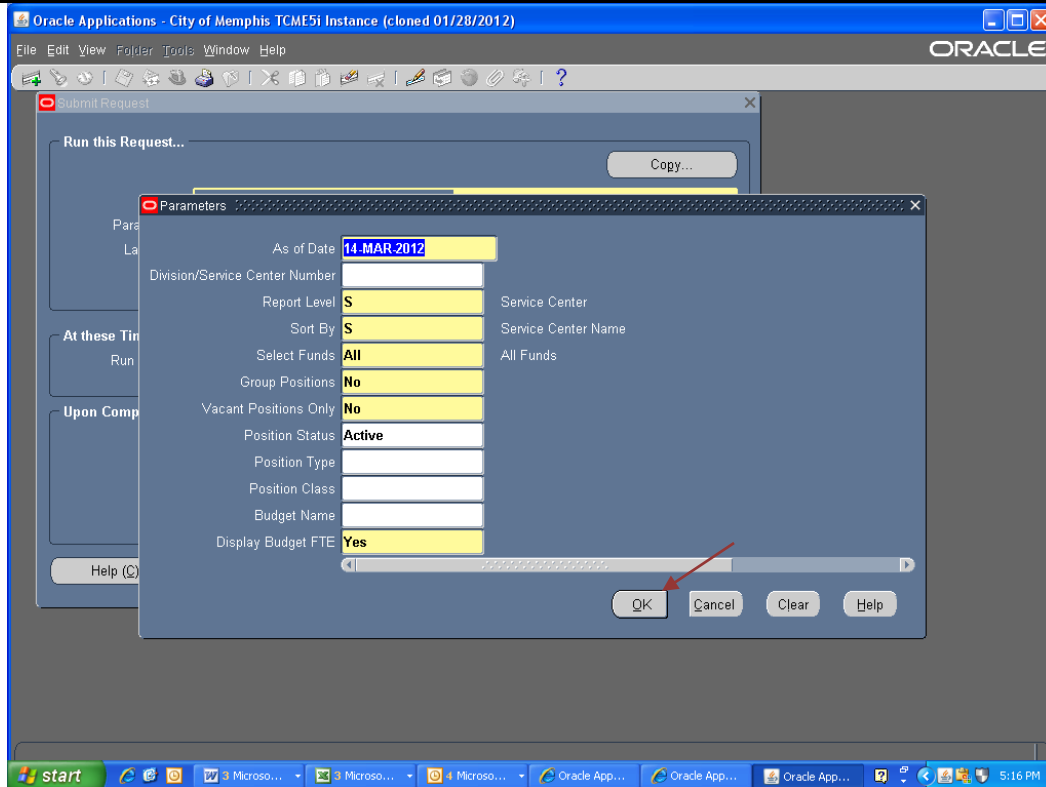 Oracle Applications - City of Memphis TCME5i Instance (cloned 01/28/2012)
File Edit View Folder Tools Window Help
ORACLE
Submit Request
Run this Request...
Copy...
Parameters
Para
La
As of Date 14-MAR-2012
Division/Service Center Number
Report Level S Service Center
Sort By S Service Center Name
At these Tim
Select Funds All All Funds
Run
Group Positions No
Vacant Positions Only No
Upon Comp
Position Status Active
Position Type
Position Class
Budget Name
Display Budget FTE Yes
Help (C)
OK Cancel Clear Help
start 3 Microso... 3 Microso... 4 Microso... Oracle App... Oracle App... Oracle App... 5:16 PM